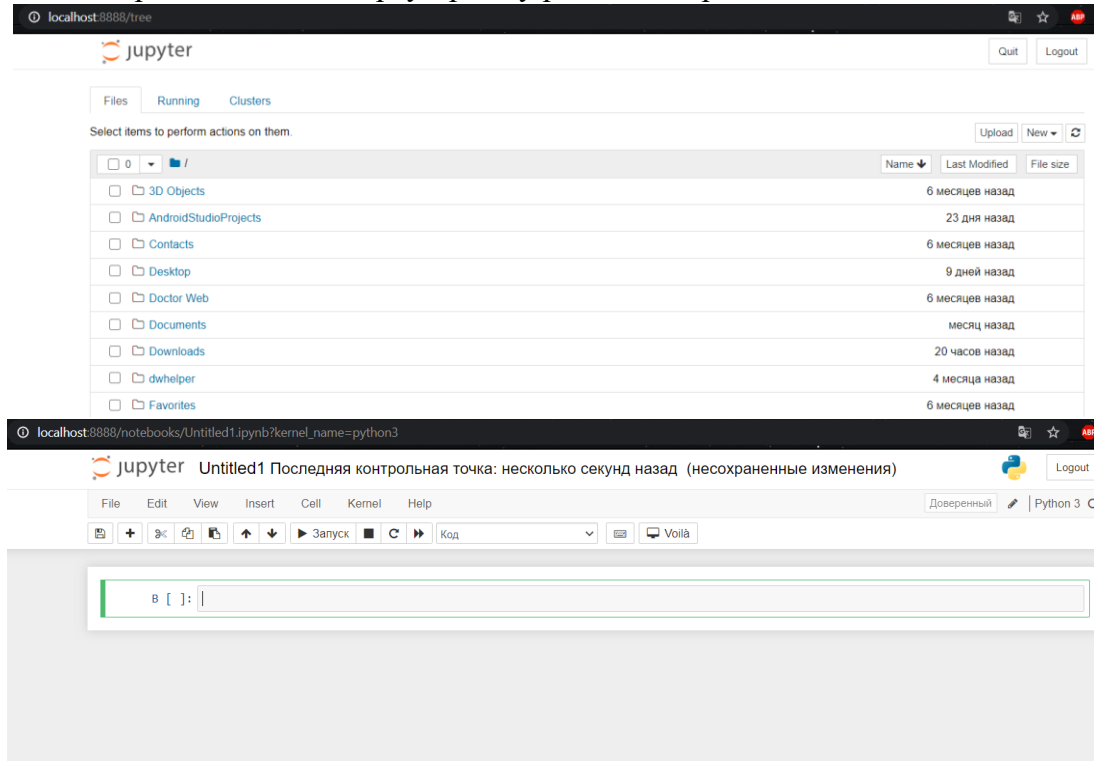 localhost:8888/tree ABP
jupyter Quit Logout
Files Running Clusters
Select items to perform actions on them. Upload New
0 / Name Last Modified File size
3D Objects 6 месяцев назад
AndroidStudioProjects 23 дня назад
Contacts 6 месяцев назад
Desktop 9 дней назад
Doctor Web 6 месяцев назад
Documents месяц назад
Downloads 20 часов назад
dwhelper 4 месяца назад
Favorites 6 месяцев назад
localhost:8888/notebooks/Untitled1.ipynb?kernel_name=python3 ABP
jupyter Untitled1 Последняя контрольная точка: несколько секунд назад (несохраненные изменения) Logout
File Edit View Insert Cell Kernel Help Доверенный Python 3
Запуск Код Voilà
В [ ]: